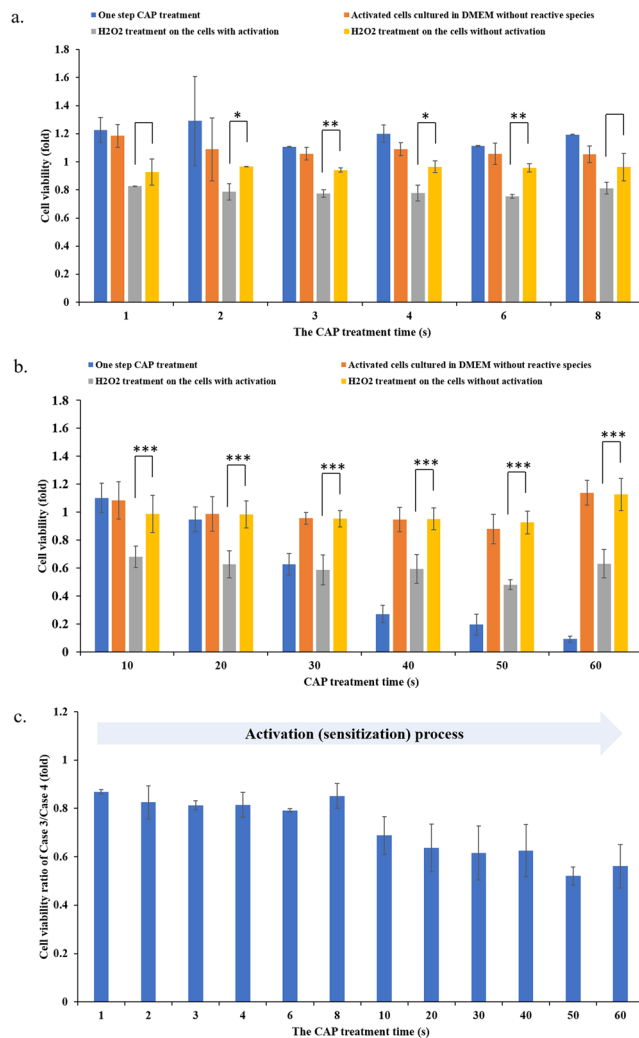 a.
One step CAP treatment
Activated cells cultured in DMEM without reactive species
H2O2 treatment on the cells with activation
H2O2 treatment on the cells without activation
1.8
1.6
1.4
1.2
1
0.8
0.6
0.4
0.2
0
Cell viability (fold)
* ** * **
1 2 3 4 6 8
The CAP treatment time (s)
b.
One step CAP treatment
Activated cells cultured in DMEM without reactive species
H2O2 treatment on the cells with activation
H2O2 treatment on the cells without activation
1.8
1.6
1.4
1.2
1
0.8
0.6
0.4
0.2
0
Cell viability (fold)
*** *** *** *** *** ***
10 20 30 40 50 60
CAP treatment time (s)
c.
1.2
1
0.8
0.6
0.4
0.2
0
Cell viability ratio of Case 3/Case 4 (fold)
Activation (sensitization) process
1 2 3 4 6 8 10 20 30 40 50 60
The CAP treatment time (s)